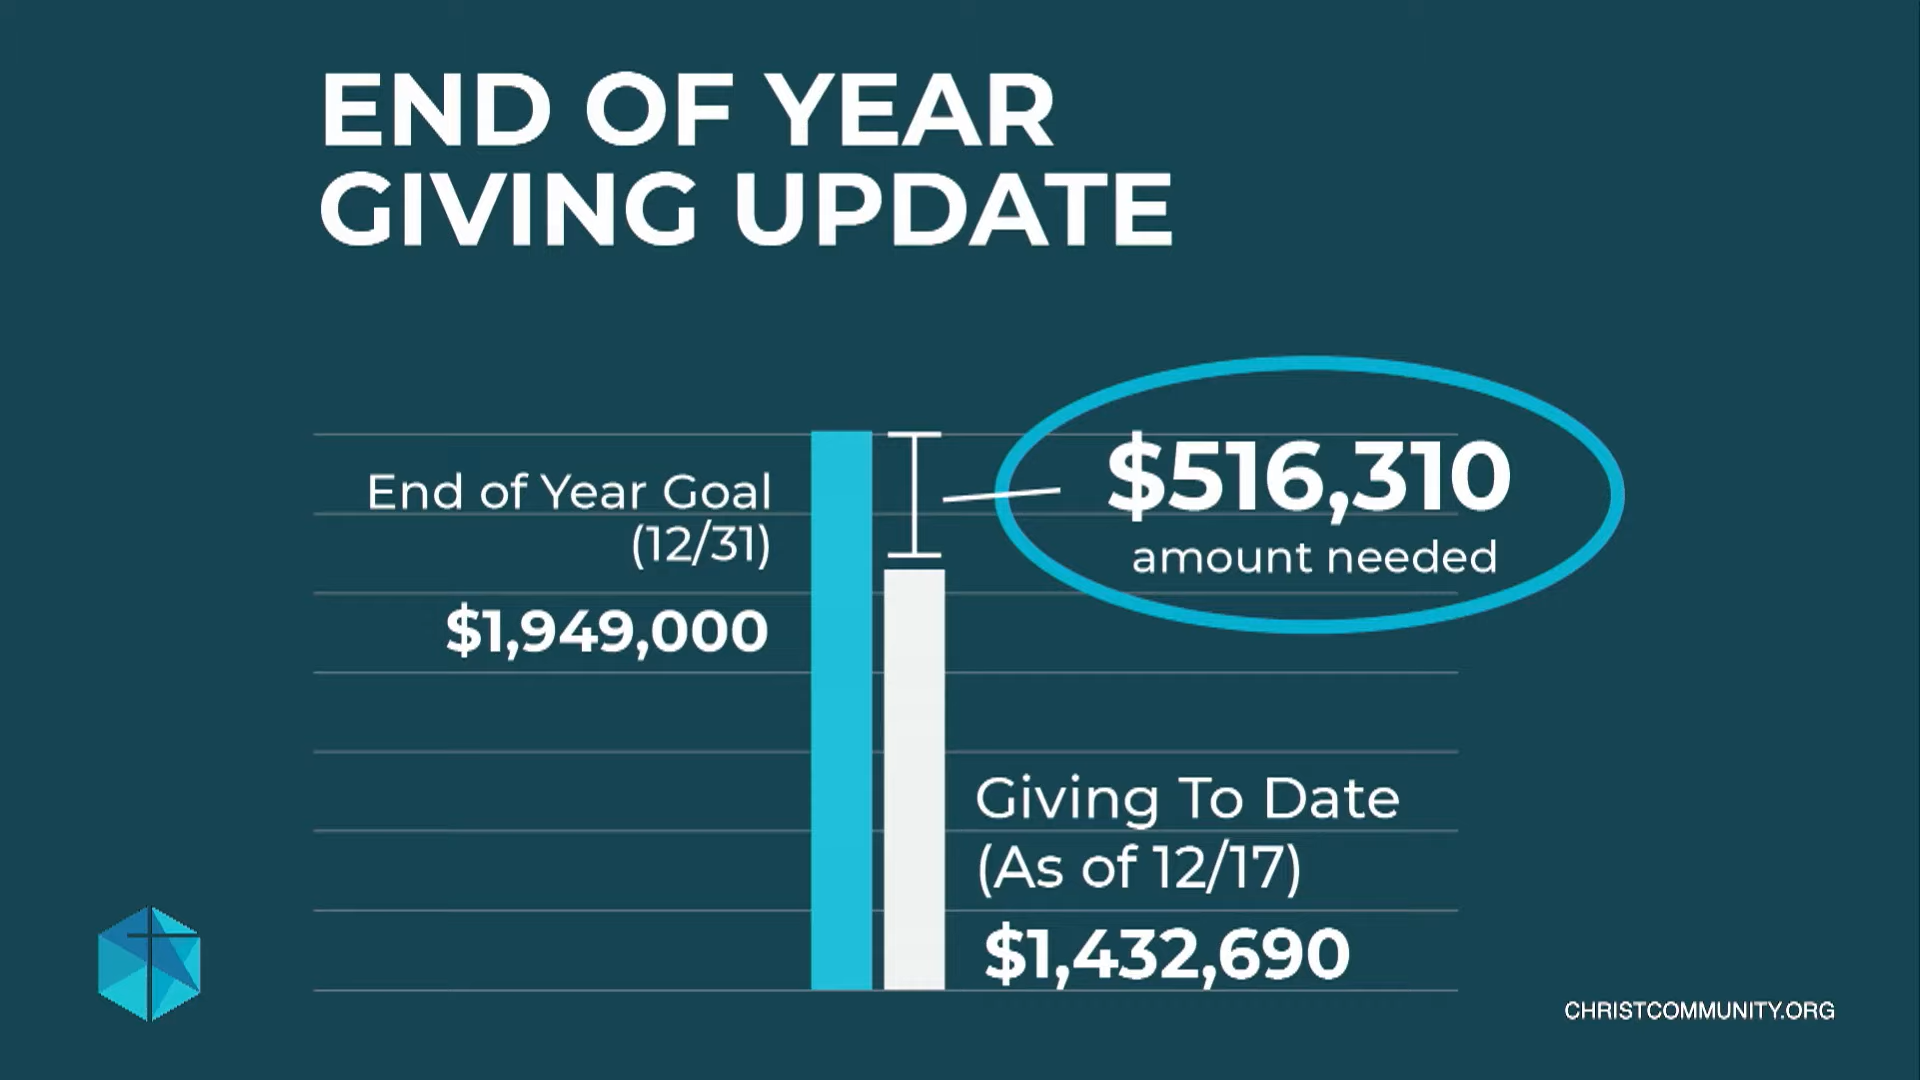 END OF YEAR
GIVING UPDATE
End of Year Goal
(12/31)
$1,949,000
$516,310
amount needed
Giving To Date
(As of 12/17)
$1,432,690
CHRISTCOMMUNITY.ORG